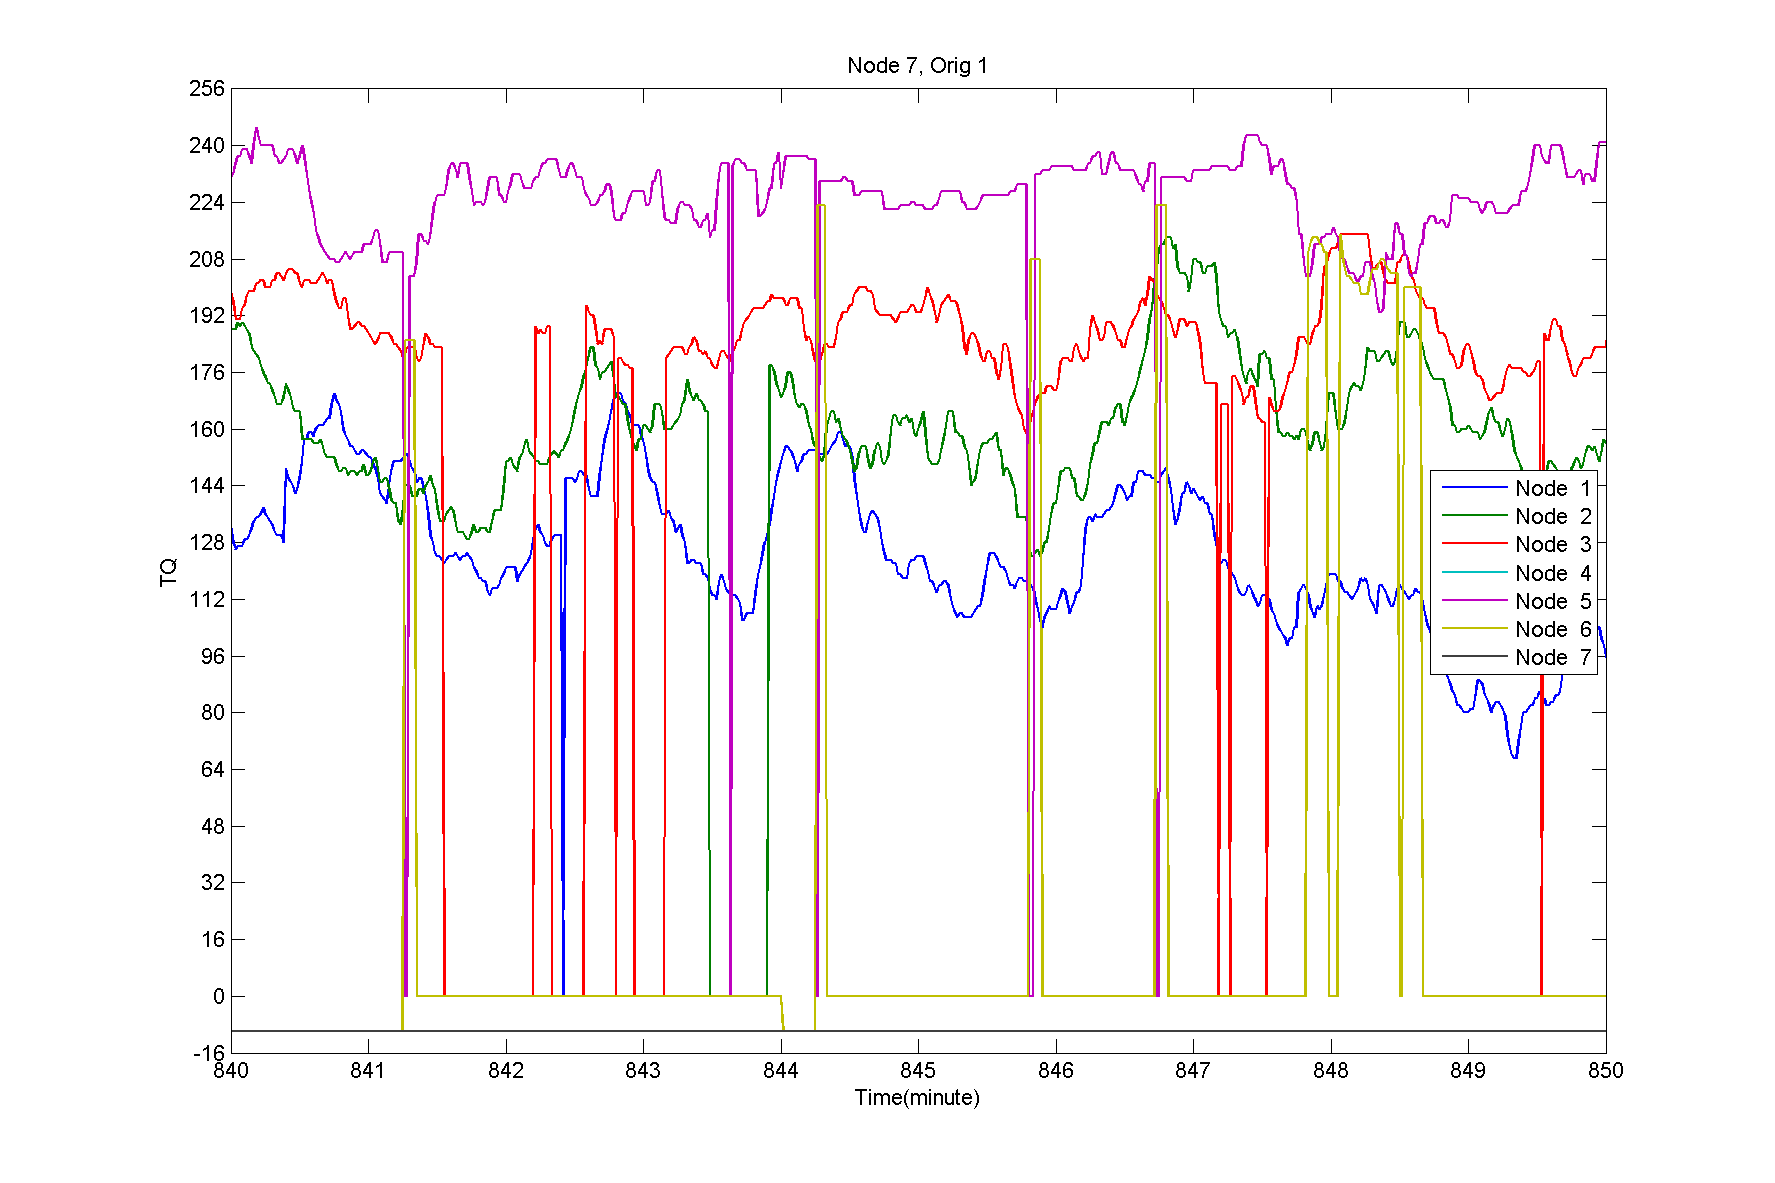 Node 7, Orig 1
256
240
224
208
192
176
160
144
128
112
96
80
64
48
32
16
0
-16
TQ
840 841 842 843 844 845 846 847 848 849 850
Time(minute)
Node 1
Node 2
Node 3
Node 4
Node 5
Node 6
Node 7